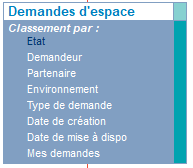 Demandes d'espace
Classement par :
Etat
Demandeur
Partenaire
Environnement
Type de demande
Date de création
Date de mise à dispo
Mes demandes